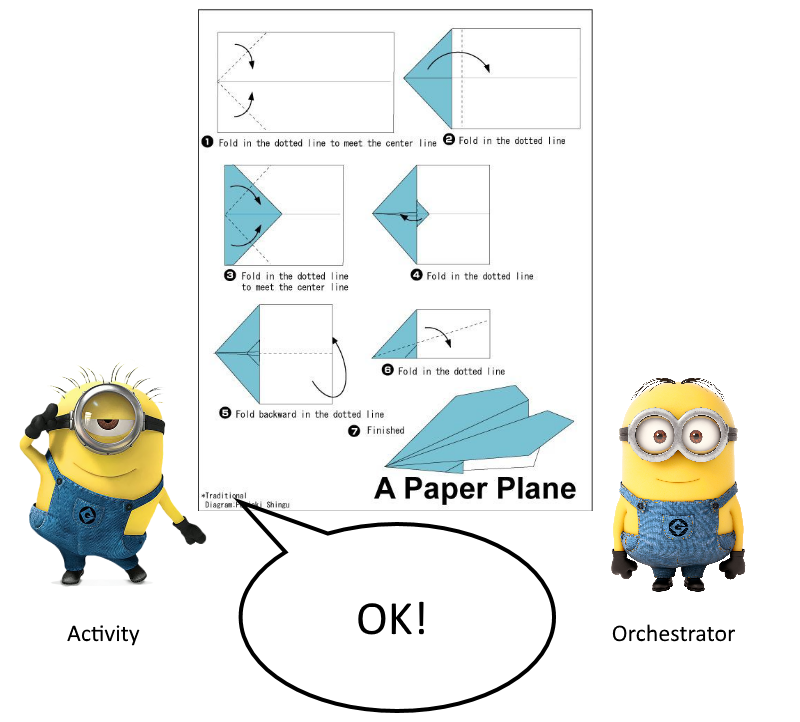 ❶ Fold in the dotted line to meet the center line
❷ Fold in the dotted line
❸ Fold in the dotted line
to meet the center line
❹ Fold in the dotted line
❺ Fold backward in the dotted line
❻ Fold in the dotted line
❼ Finished
A Paper Plane
*Traditional
Diagram: Shingu
OK!
Activity
Orchestrator